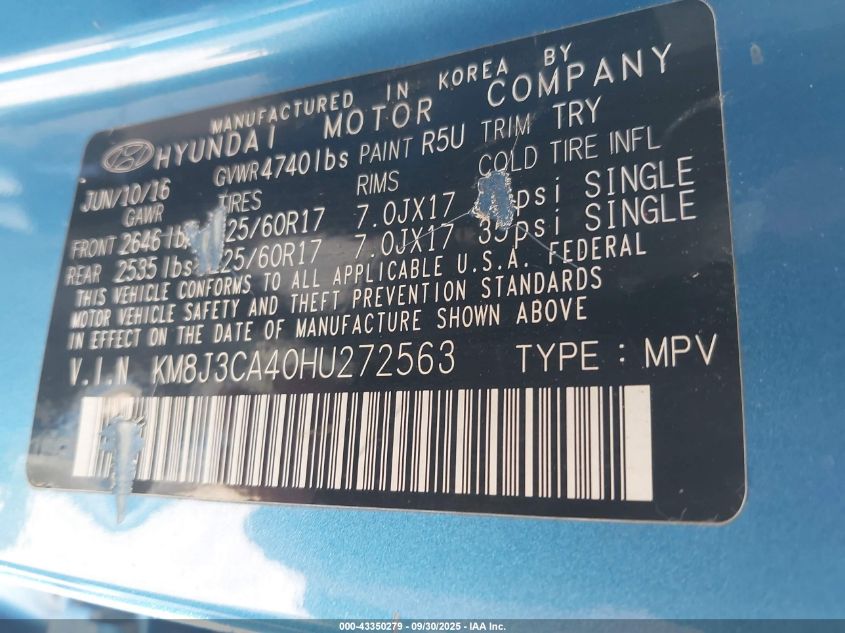 MANUFACTURED IN KOREA BY
HYUNDAI MOTOR COMPANY
JUN/10/16 GVWR 4740lbs PAINT R5U TRIM TRY
GAWR TIRES RIMS COLD TIRE INFL
FRONT 2646 lb 25/60R17 7.0JX17 psi SINGLE
REAR 2535 lbs 225/60R17 7.0JX17 35psi SINGLE
THIS VEHICLE CONFORMS TO ALL APPLICABLE U.S.A. FEDERAL
MOTOR VEHICLE SAFETY AND THEFT PREVENTION STANDARDS
IN EFFECT ON THE DATE OF MANUFACTURE SHOWN ABOVE
V.I.N KM8J3CA40HU272563 TYPE : MPV
000-43350279 - 09/30/2025 - IAA Inc.